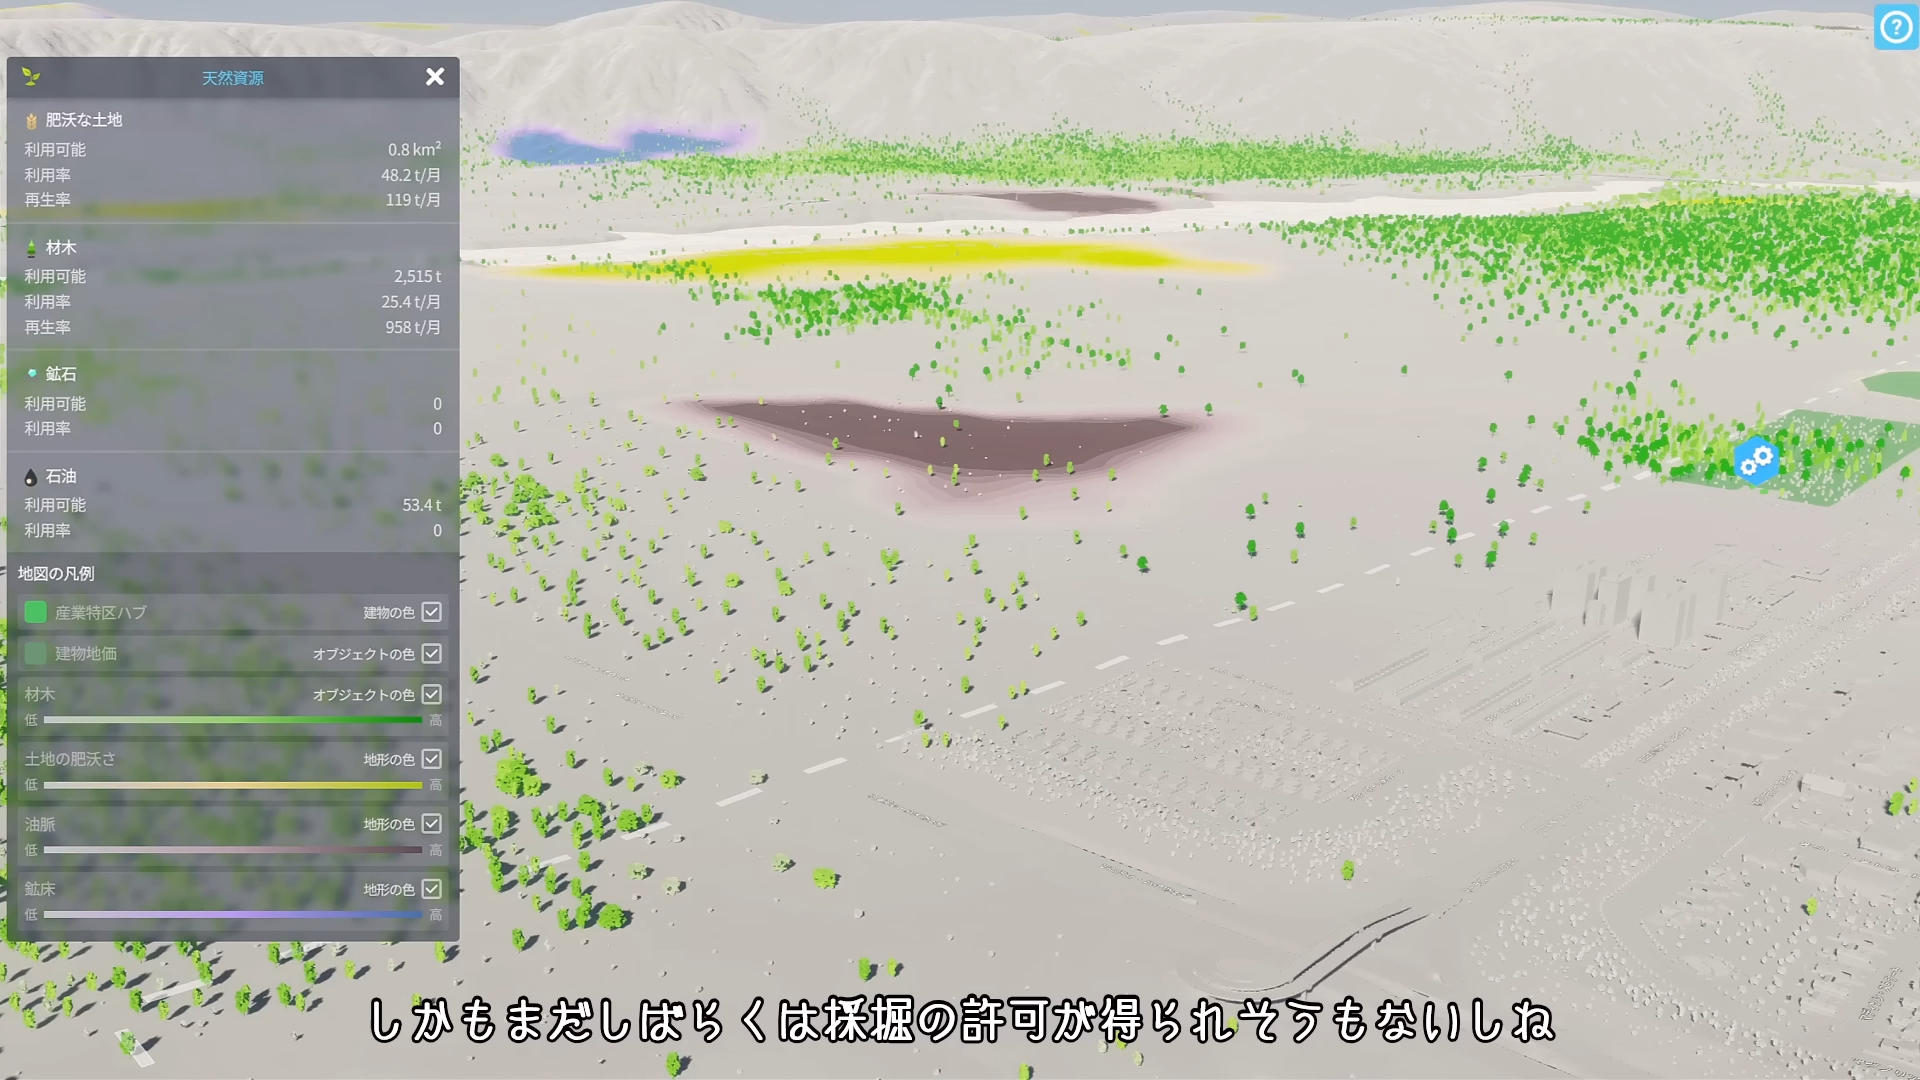 天然資源
肥沃な土地
利用可能 0.8 km²
利用率 48.2 t/月
再生率 119 t/月
材木
利用可能 2,515 t
利用率 25.4 t/月
再生率 958 t/月
鉱石
利用可能 0
利用率 0
石油
利用可能 53.4 t
利用率 0
地図の凡例
産業特区ハブ 建物の色
建物地価 オブジェクトの色
材木 オブジェクトの色
低 高
土地の肥沃さ 地形の色
低 高
油脈 地形の色
低 高
鉱床 地形の色
低 高
しかもまだしばらくは採掘の許可が得られそうもないしね